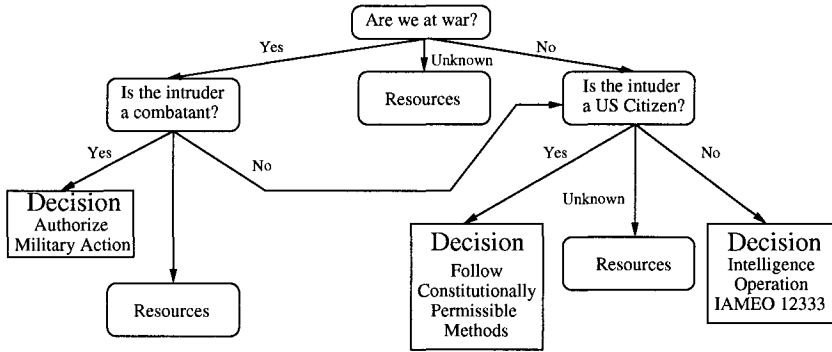 Are we at war?
Yes
Unknown
No
Is the intruder
a combatant?
Resources
Is the intruder
a US Citizen?
Yes
No
Yes
Unknown
No
Decision
Authorize
Military Action
Resources
Decision
Follow
Constitutionally
Permissible
Methods
Resources
Decision
Intelligence
Operation
IAMEO 12333